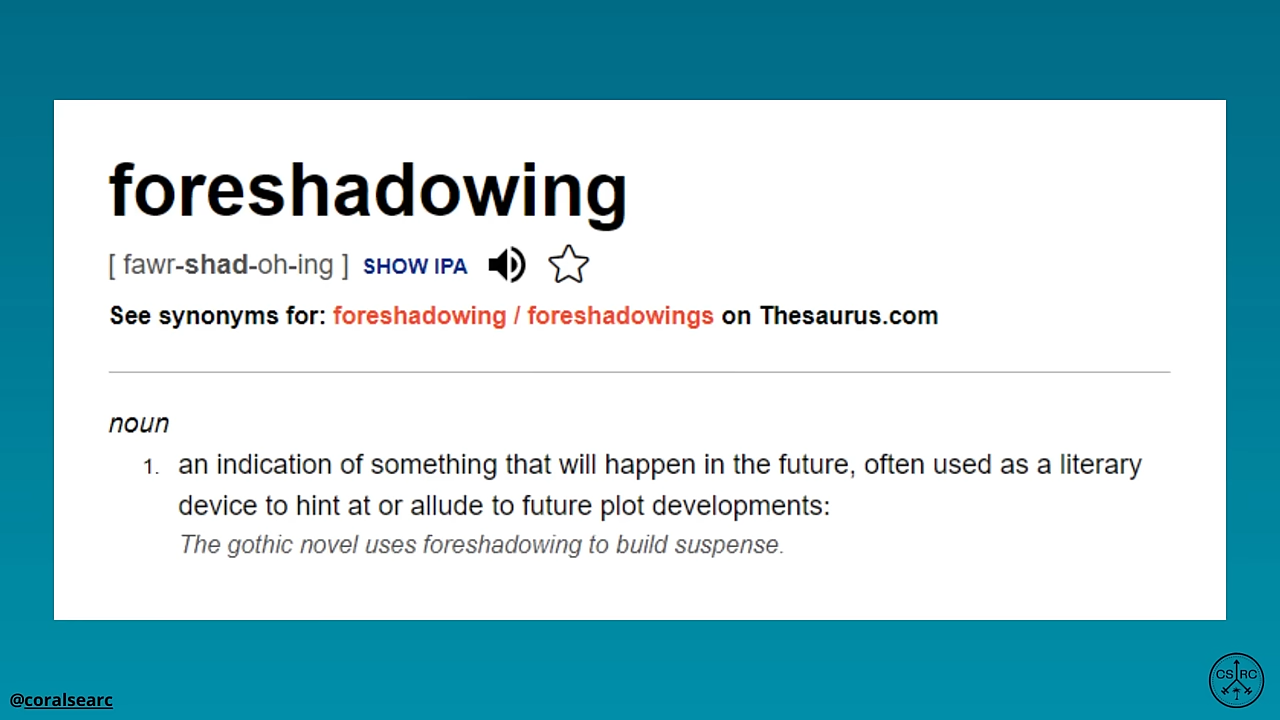 foreshadowing
[ fawr-shad-oh-ing ] SHOW IPA
See synonyms for: foreshadowing / foreshadowings on Thesaurus.com
noun
1. an indication of something that will happen in the future, often used as a literary
device to hint at or allude to future plot developments:
The gothic novel uses foreshadowing to build suspense.
@coralsearc
CS RC